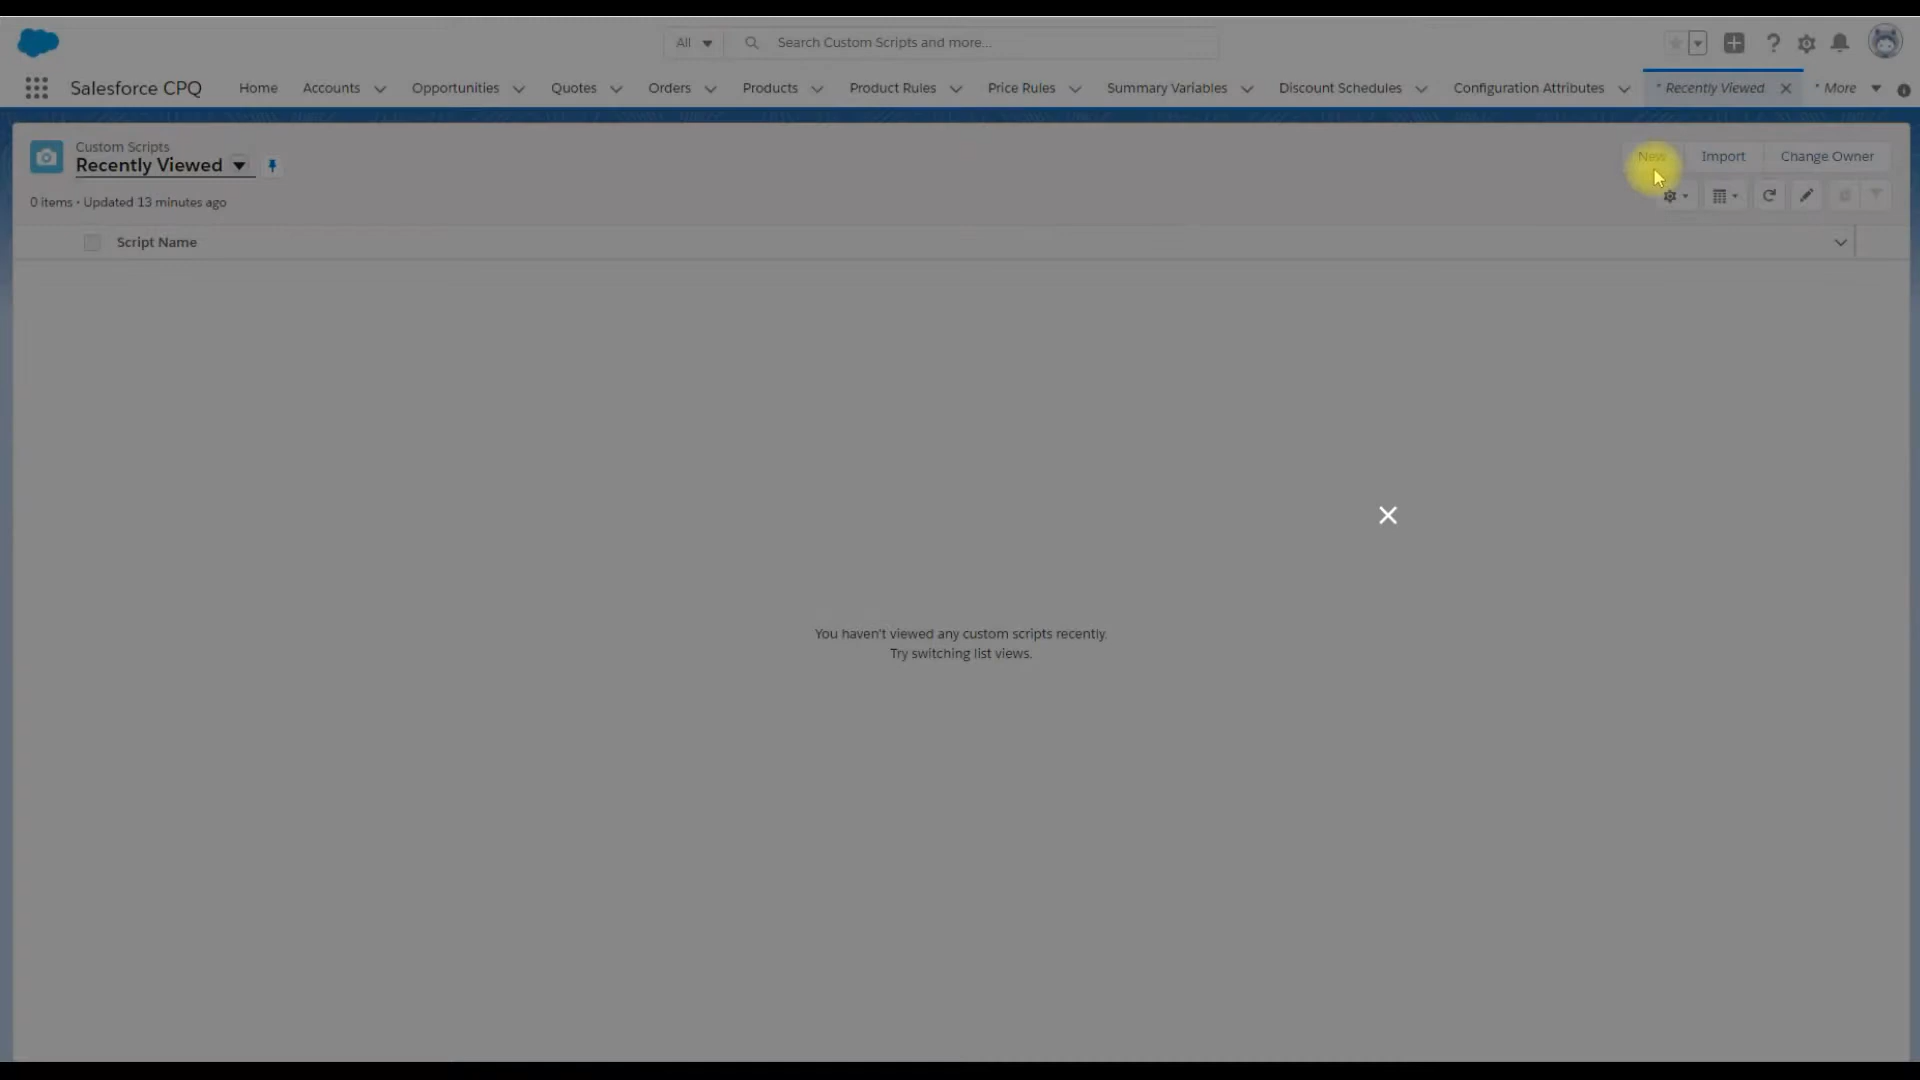 All
Search Custom Scripts and more...
Salesforce CPQ
Home
Accounts
Opportunities
Quotes
Orders
Products
Product Rules
Price Rules
Summary Variables
Discount Schedules
Configuration Attributes
* Recently Viewed
* More
Custom Scripts
Recently Viewed
New
Import
Change Owner
0 items • Updated 13 minutes ago
Script Name
You haven't viewed any custom scripts recently.
Try switching list views.